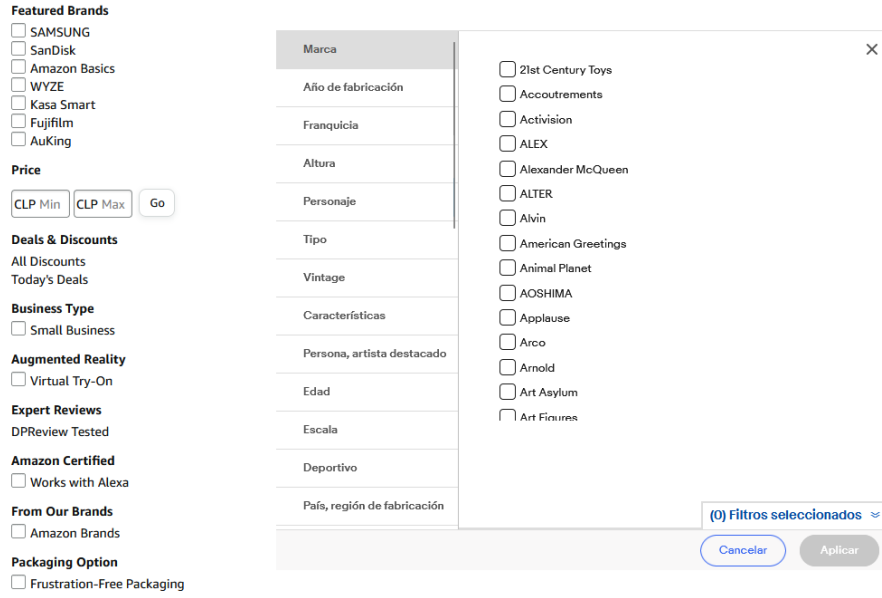 Featured Brands
SAMSUNG
SanDisk
Amazon Basics
WYZE
Kasa Smart
Fujifilm
AuKing
Price
CLP Min CLP Max Go
Deals & Discounts
All Discounts
Today's Deals
Business Type
Small Business
Augmented Reality
Virtual Try-On
Expert Reviews
DPReview Tested
Amazon Certified
Works with Alexa
From Our Brands
Amazon Brands
Packaging Option
Frustration-Free Packaging
Marca
Año de fabricación
Franquicia
Altura
Personaje
Tipo
Vintage
Características
Persona, artista destacado
Edad
Escala
Deportivo
País, región de fabricación
21st Century Toys
Accoutrements
Activision
ALEX
Alexander McQueen
ALTER
Alvin
American Greetings
Animal Planet
AOSHIMA
Applause
Arco
Arnold
Art Asylum
Art Figures
(0) Filtros seleccionados
Cancelar
Aplicar